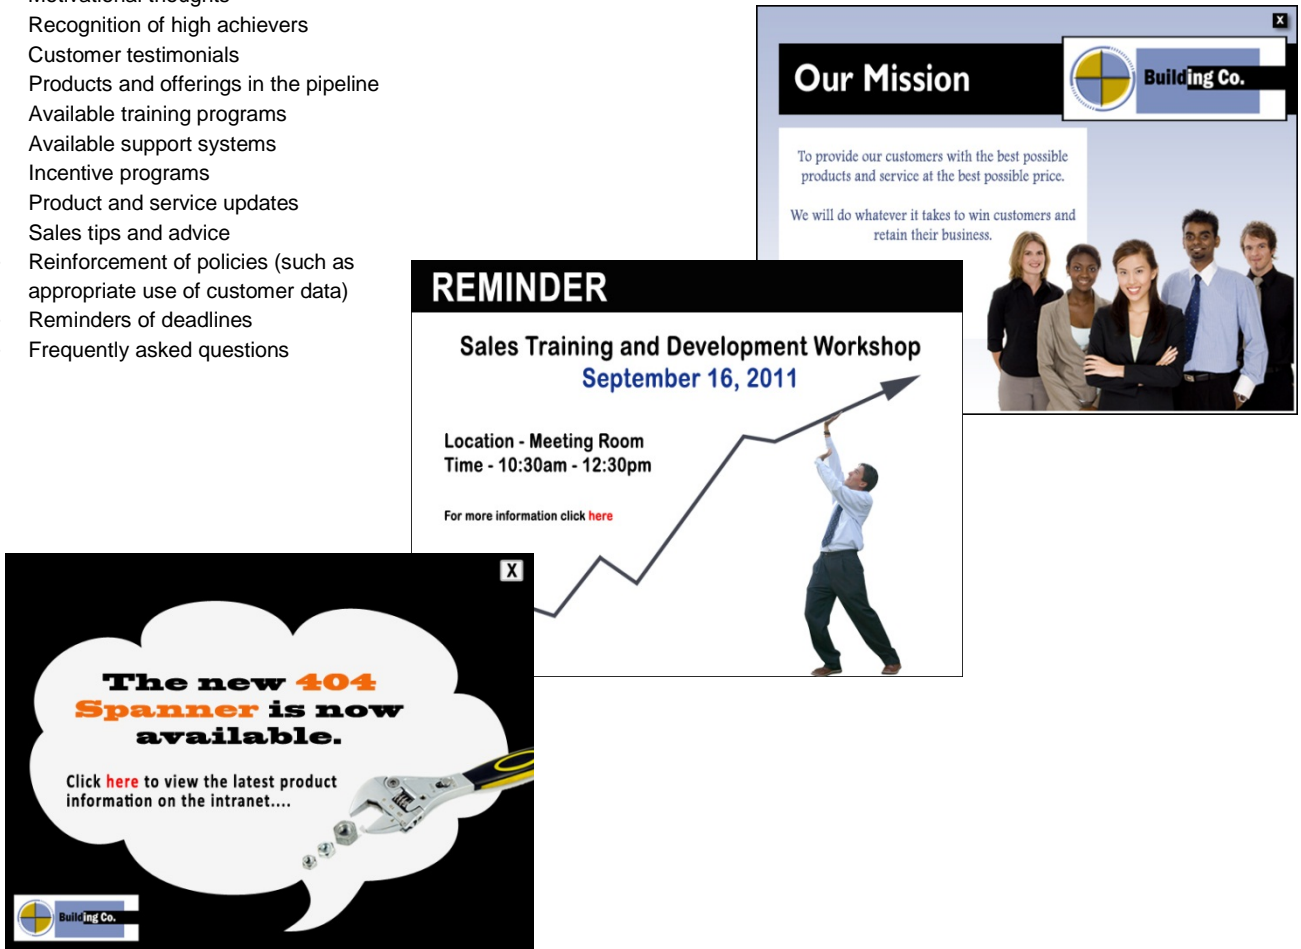 Motivational thoughts
Recognition of high achievers
Customer testimonials
Products and offerings in the pipeline
Available training programs
Available support systems
Incentive programs
Product and service updates
Sales tips and advice
Reinforcement of policies (such as
appropriate use of customer data)
Reminders of deadlines
Frequently asked questions
X
Our Mission
Building Co.
To provide our customers with the best possible
products and service at the best possible price.
We will do whatever it takes to win customers and
retain their business.
REMINDER
Sales Training and Development Workshop
September 16, 2011
Location - Meeting Room
Time - 10:30am - 12:30pm
For more information click here
X
The new 404
Spanner is now
available.
Click here to view the latest product
information on the intranet....
Building Co.